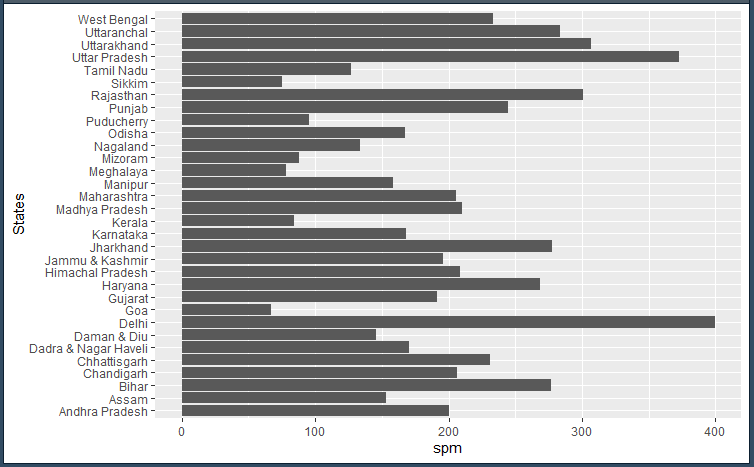 West Bengal
Uttaranchal
Uttarakhand
Uttar Pradesh
Tamil Nadu
Sikkim
Rajasthan
Punjab
Puducherry
Odisha
Nagaland
Mizoram
Meghalaya
Manipur
Maharashtra
Madhya Pradesh
Kerala
Karnataka
Jharkhand
Jammu & Kashmir
Himachal Pradesh
Haryana
Gujarat
Goa
Delhi
Daman & Diu
Dadra & Nagar Haveli
Chhattisgarh
Chandigarh
Bihar
Assam
Andhra Pradesh
States
0 100 200 300 400
spm